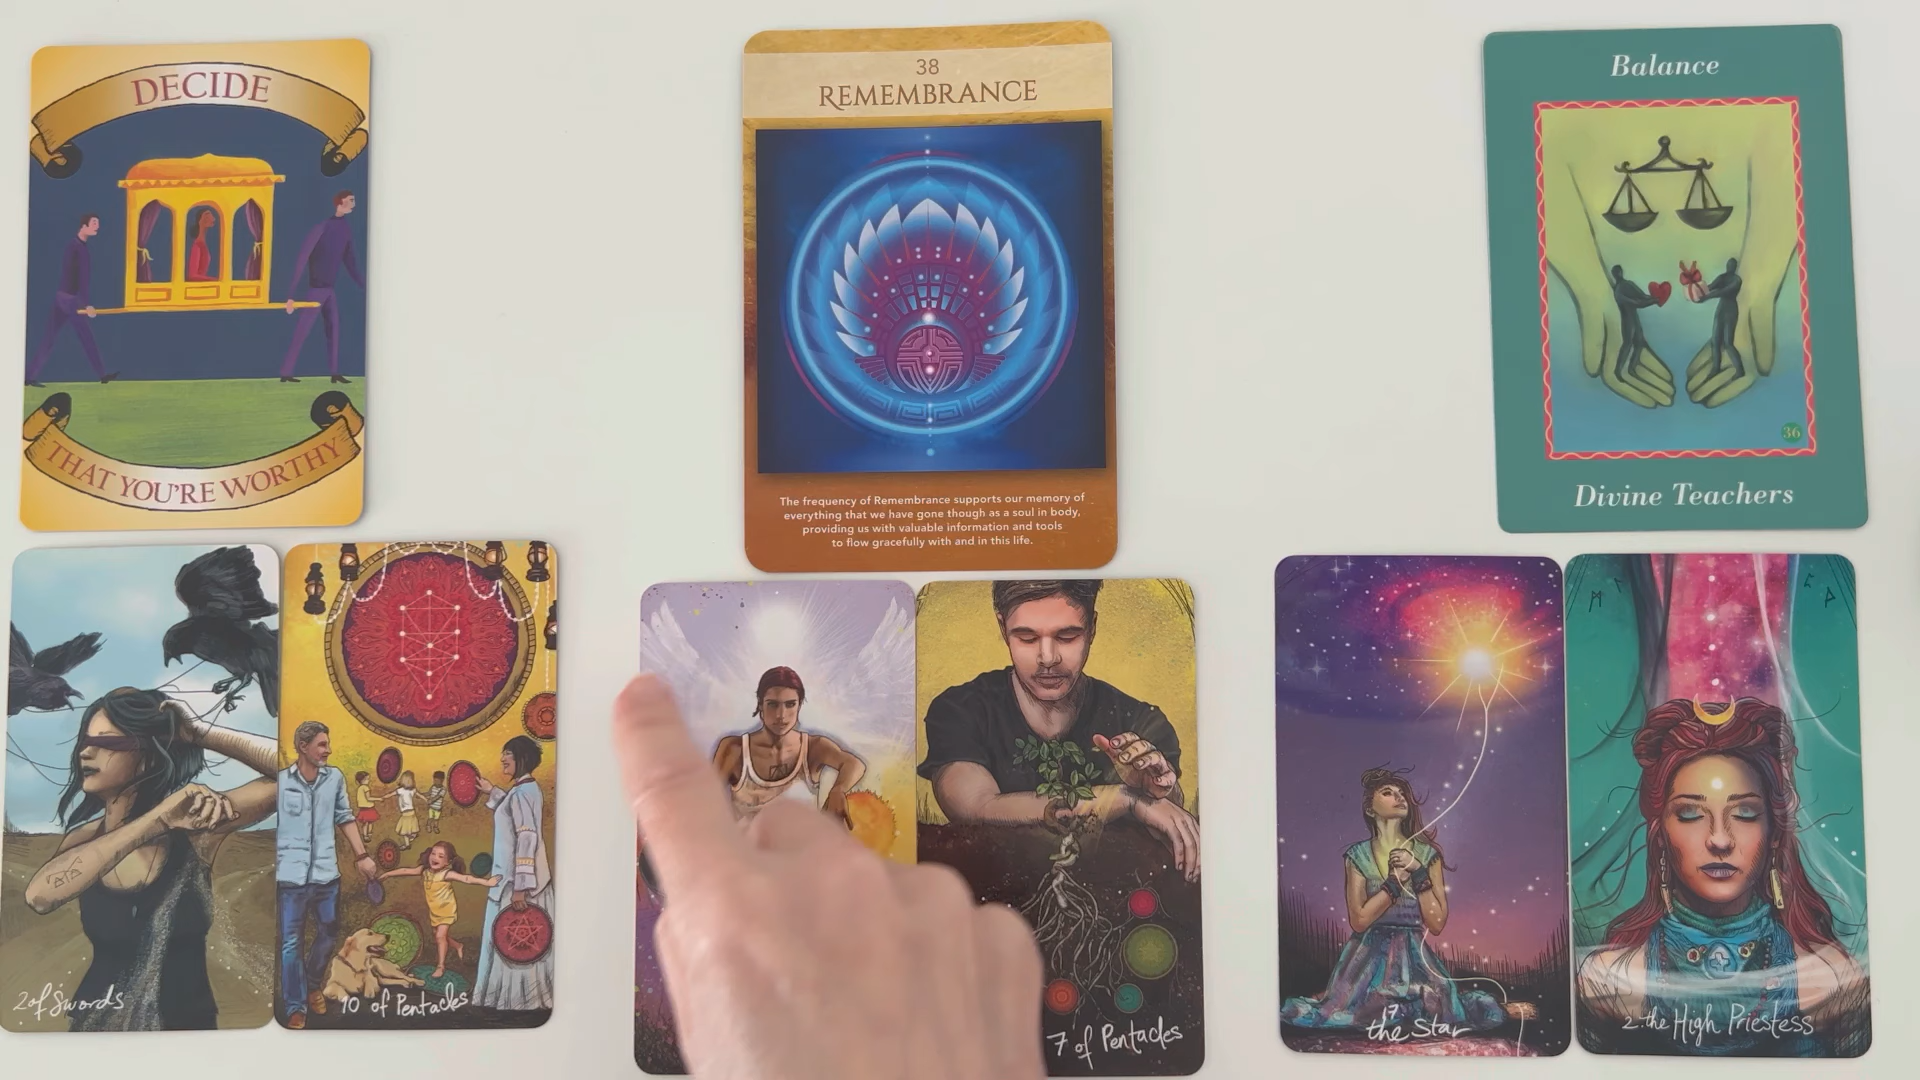 DECIDE
THAT YOU'RE WORTHY
38
REMEMBRANCE
The frequency of Remembrance supports our memory of
everything that we have gone though as a soul in body,
providing us with valuable information and tools
to flow gracefully with and in this life.
Balance
36
Divine Teachers
2 of Swords
10 of Pentacles
7 of Pentacles
17
the Star
2. the High Priestess